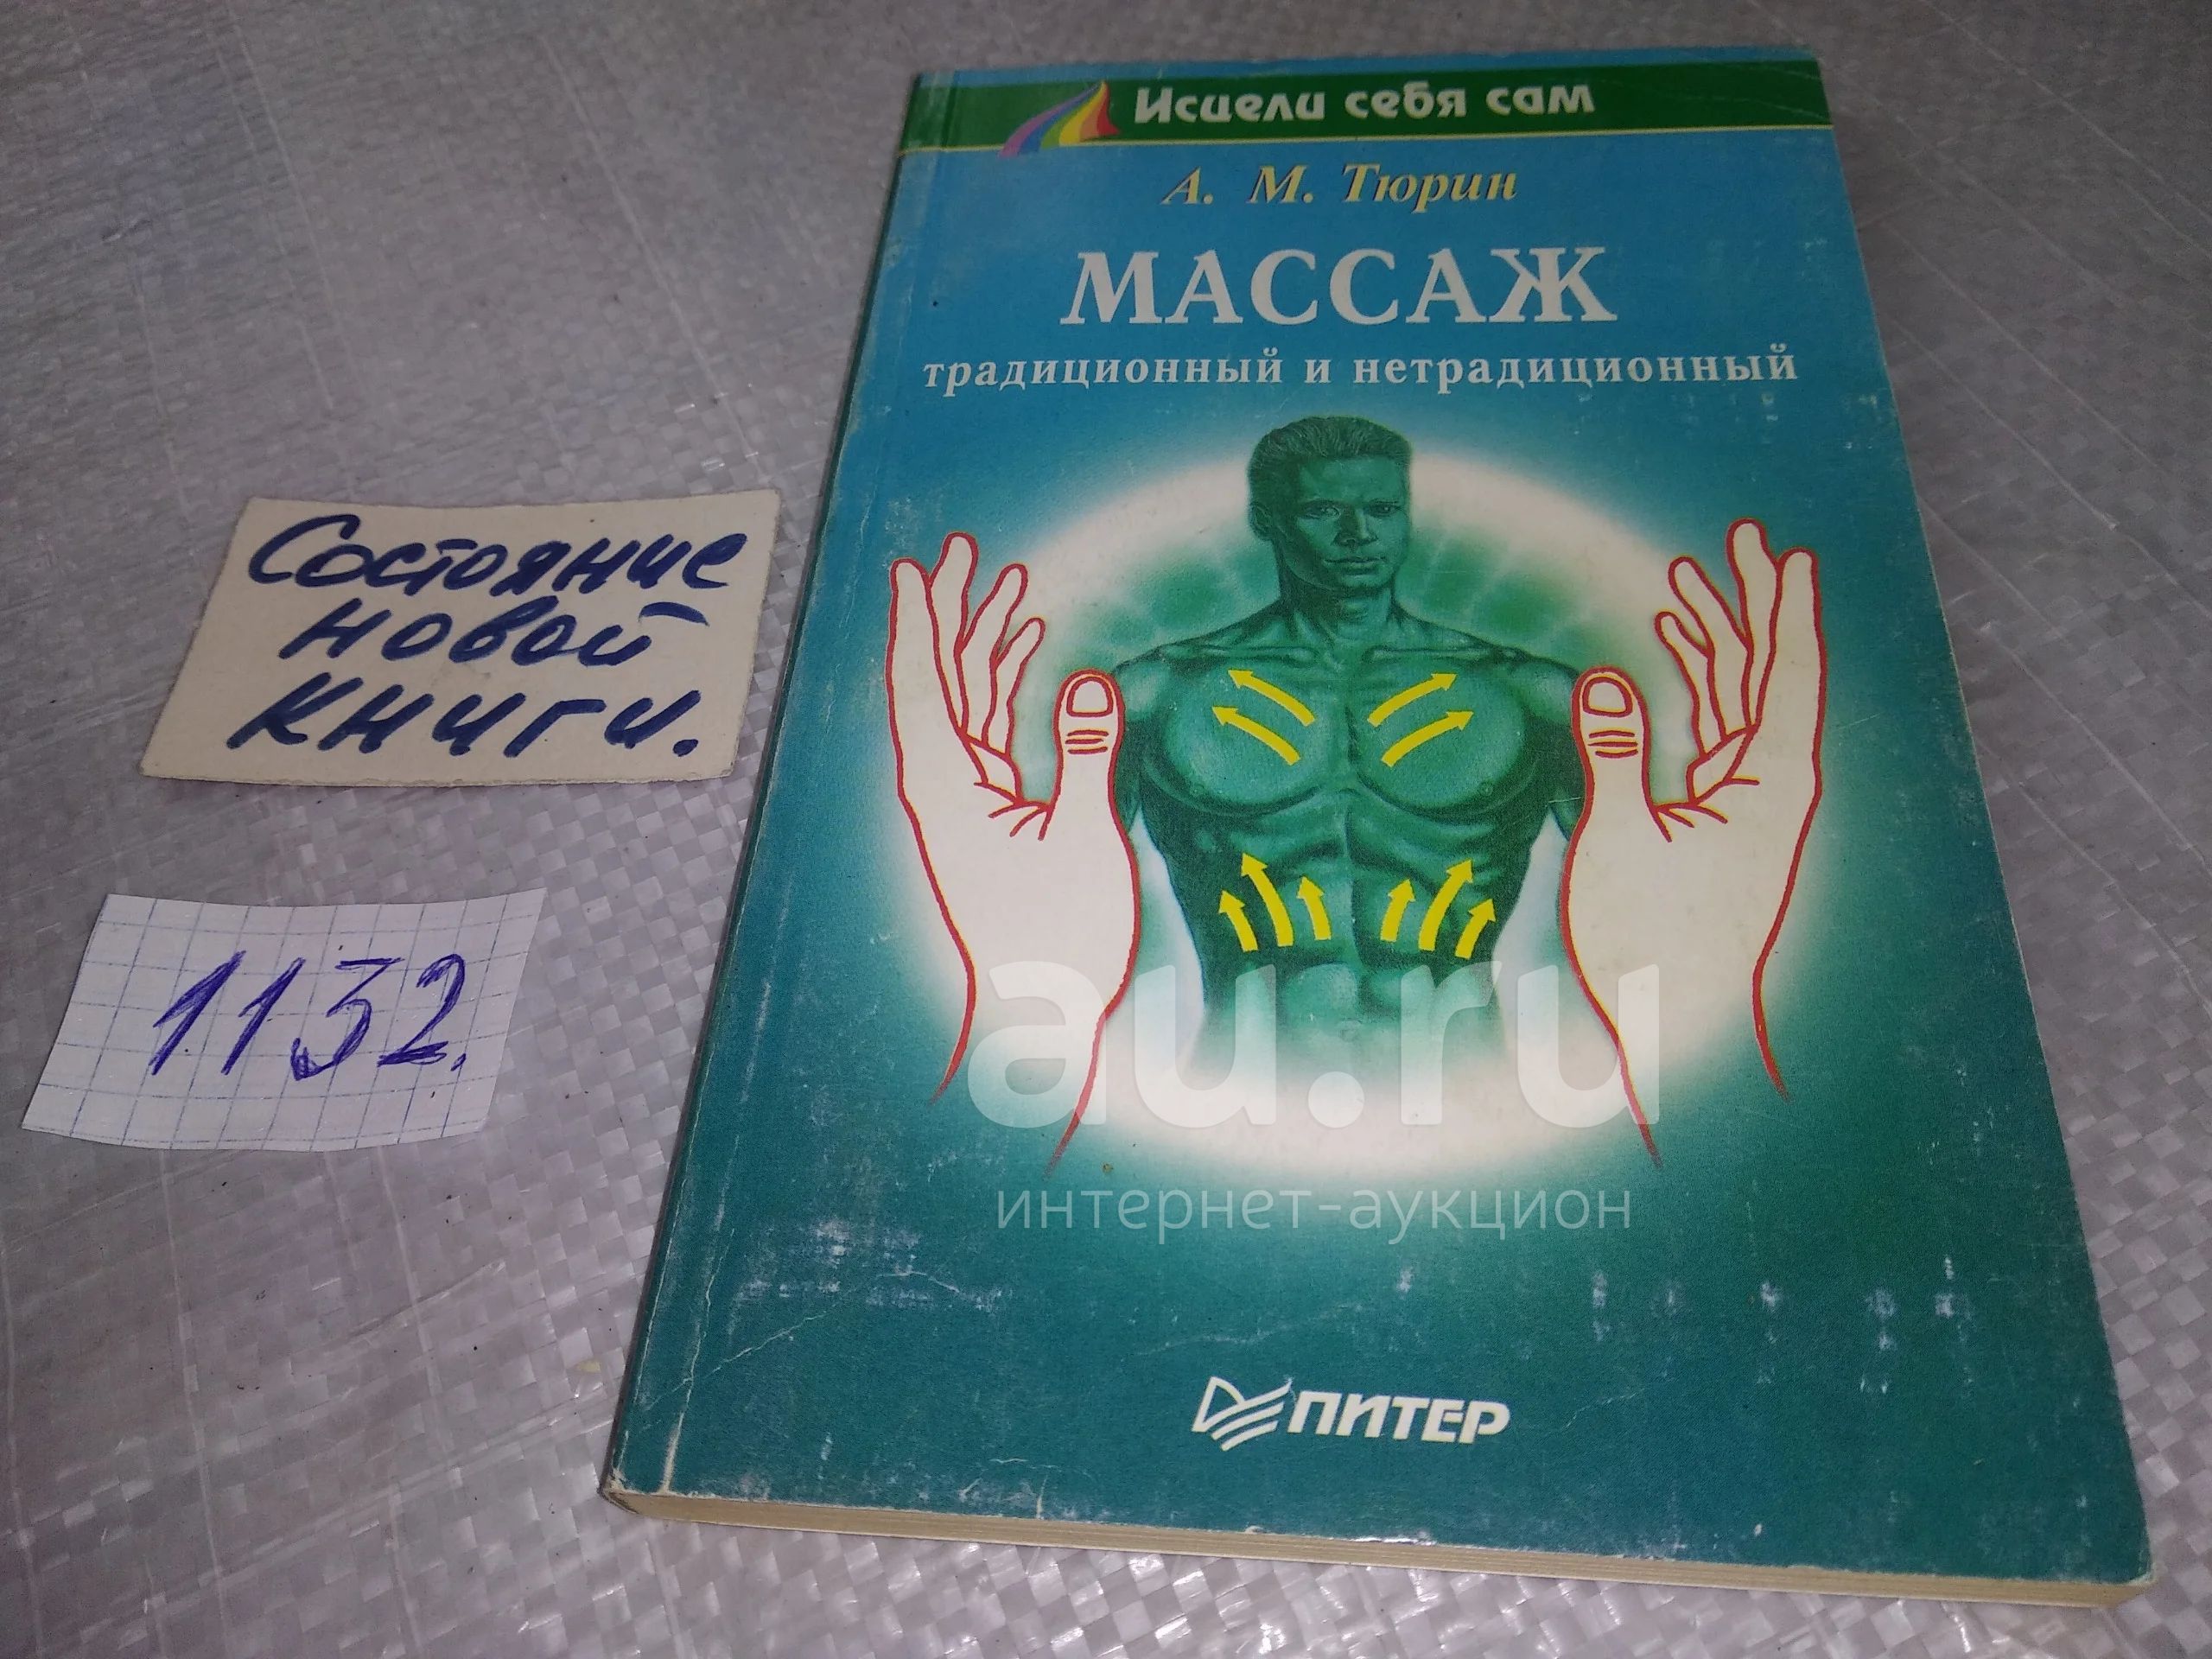 Исцели себя сам
А. М. Тюрин
МАССАЖ
традиционный и нетрадиционный
Состояние
новой
книги.
1132.
au.ru
интернет-аукцион
ПИТЕР